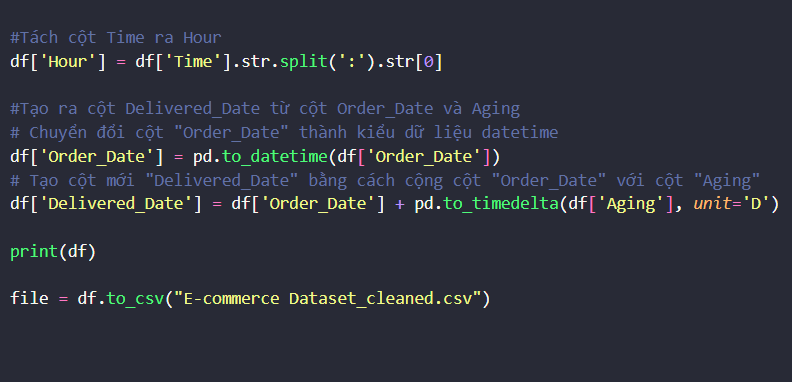 #Tách cột Time ra Hour
df['Hour'] = df['Time'].str.split(':').str[0]
#Tạo ra cột Delivered_Date từ cột Order_Date và Aging
# Chuyển đổi cột "Order_Date" thành kiểu dữ liệu datetime
df['Order_Date'] = pd.to_datetime(df['Order_Date'])
# Tạo cột mới "Delivered_Date" bằng cách cộng cột "Order_Date" với cột "Aging"
df['Delivered_Date'] = df['Order_Date'] + pd.to_timedelta(df['Aging'], unit='D')
print(df)
file = df.to_csv("E-commerce Dataset_cleaned.csv")